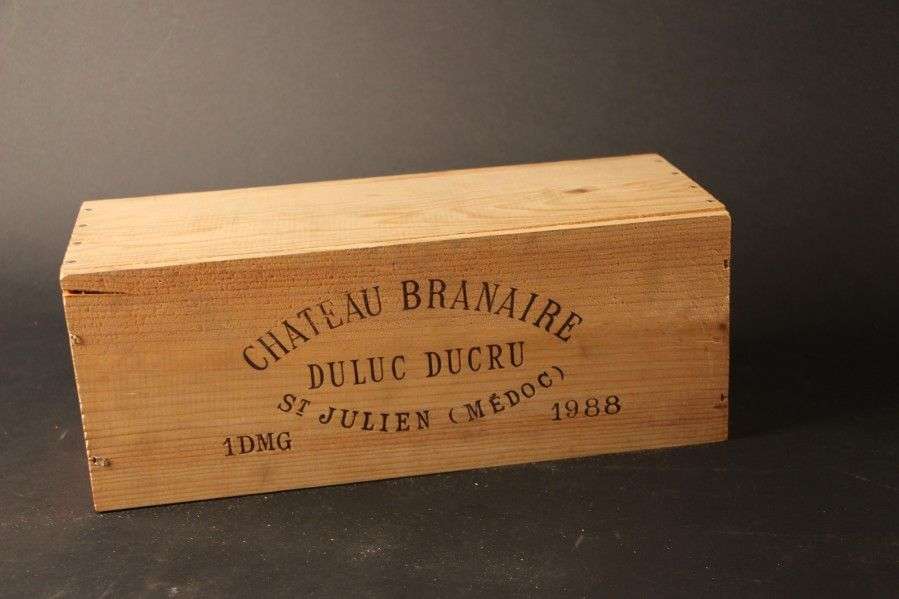 CHATEAU BRANAIRE
DULUC DUCRU
ST JULIEN (MÉDOC)
1DMG 1988